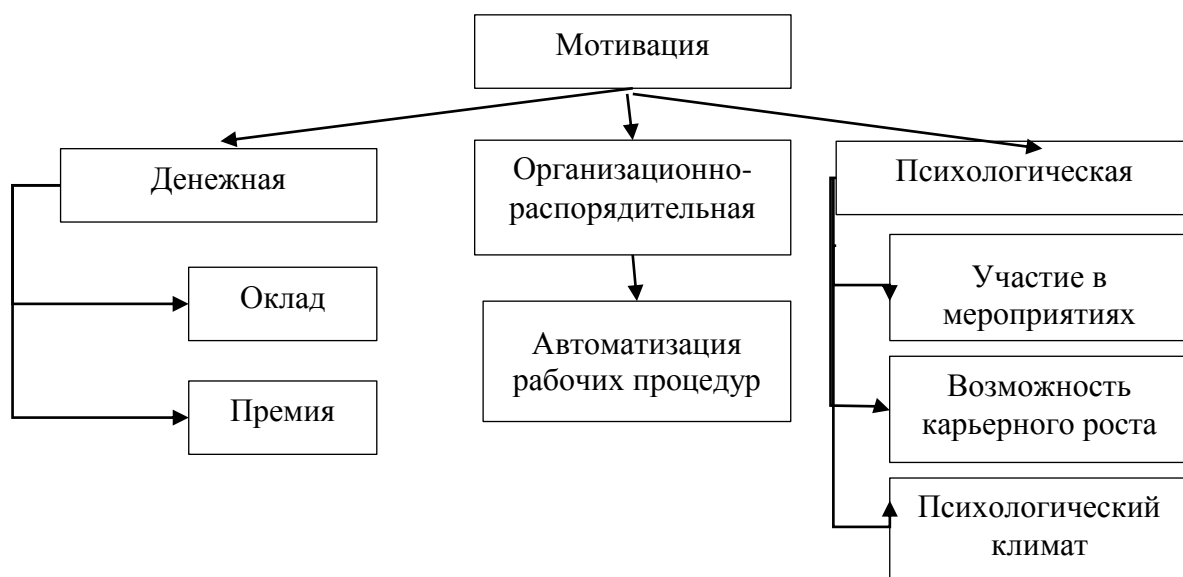 Мотивация
Денежная
Организационно-
распорядительная
Психологическая
Оклад
Премия
Автоматизация
рабочих процедур
Участие в
мероприятиях
Возможность
карьерного роста
Психологический
климат